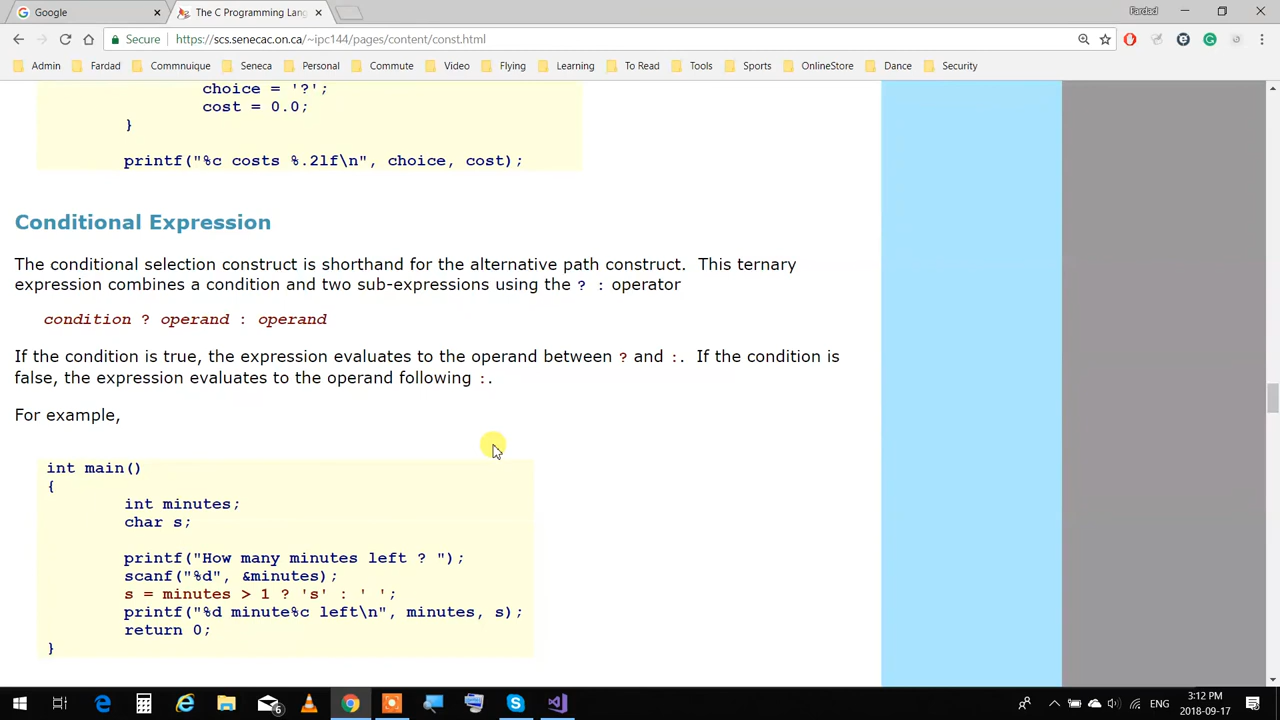 Google
The C Programming Lang
Fardad
Secure
https://scs.senecac.on.ca/~ipc144/pages/content/const.html
Admin Fardad Commnuique Seneca Personal Commute Video Flying Learning To Read Tools Sports OnlineStore Dance Security
choice = '?';
cost = 0.0;
}
printf("%c costs %.2lf\n", choice, cost);
Conditional Expression
The conditional selection construct is shorthand for the alternative path construct. This ternary
expression combines a condition and two sub-expressions using the ? : operator
condition ? operand : operand
If the condition is true, the expression evaluates to the operand between ? and :. If the condition is
false, the expression evaluates to the operand following :.
For example,
int main()
{
int minutes;
char s;
printf("How many minutes left ? ");
scanf("%d", &minutes);
s = minutes > 1 ? 's' : ' ';
printf("%d minute%c left\n", minutes, s);
return 0;
}
6
ENG
3:12 PM
2018-09-17